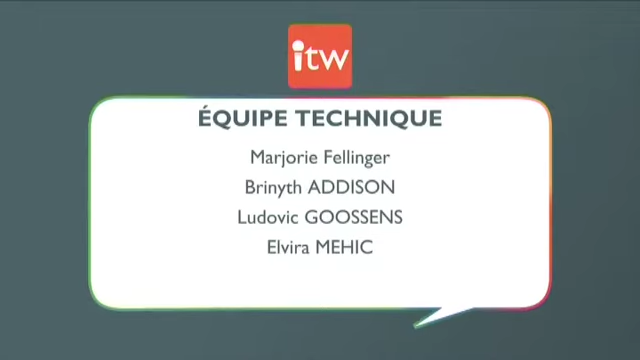 itw
ÉQUIPE TECHNIQUE
Marjorie Fellinger
Brinyth ADDISON
Ludovic GOOSSENS
Elvira MEHIC